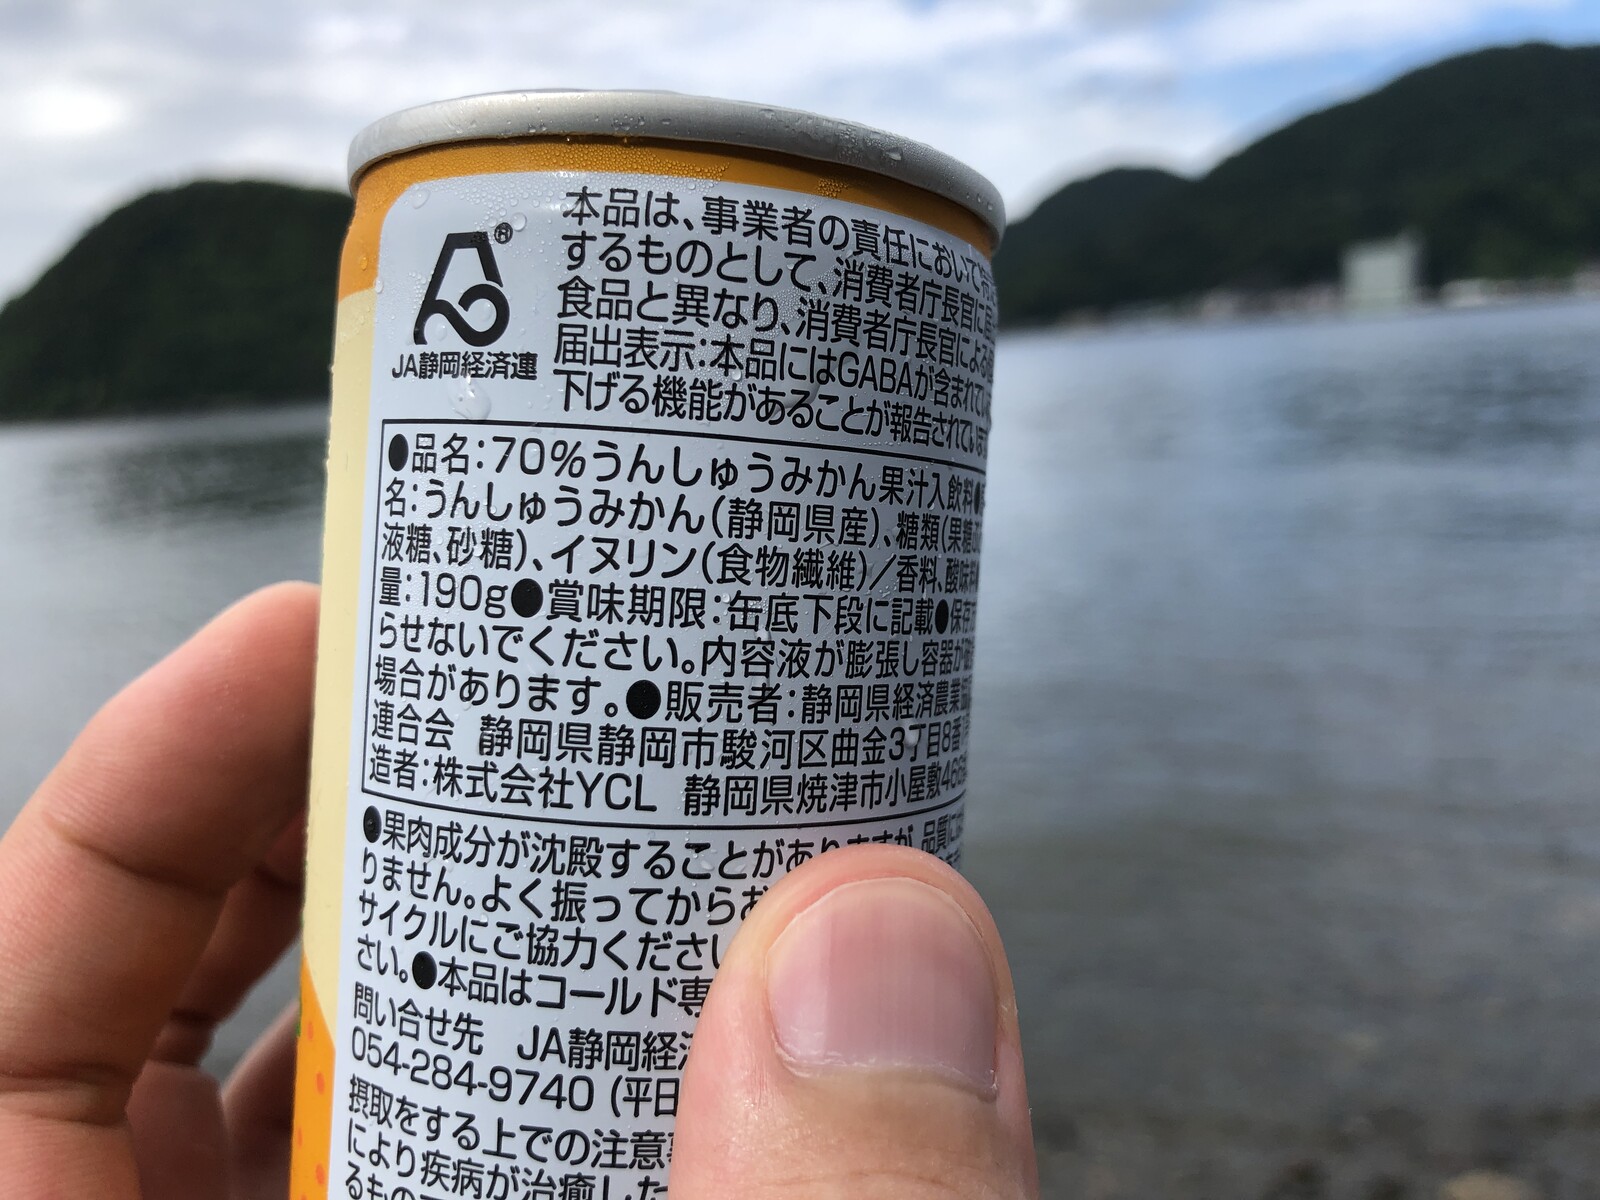 ®
JA静岡経済連
本品は、事業者の責任において
するものとして、消費者庁長官に届
食品と異なり、消費者庁長官による
届出表示：本品にはGABAが含まれてい
下げる機能があることが報告されていま
●品名：70%うんしゅうみかん果汁入飲料●
名：うんしゅうみかん（静岡県産）、糖類（果糖
液糖、砂糖）、イヌリン（食物繊維）／香料、酸味料
量：190g●賞味期限：缶底下段に記載●保存
らせないでください。内容液が膨張し容器が
場合があります。●販売者：静岡県経済農業協
連合会 静岡県静岡市駿河区曲金3丁目8番
造者：株式会社YCL 静岡県焼津市小屋敷46
●果肉成分が沈殿することがありますが、品質に
りません。よく振ってからお
サイクルにご協力ください
さい。●本品はコールド専
問い合せ先 JA静岡経済
054-284-9740（平日
摂取をする上での注意
により疾病が治癒した
るもの